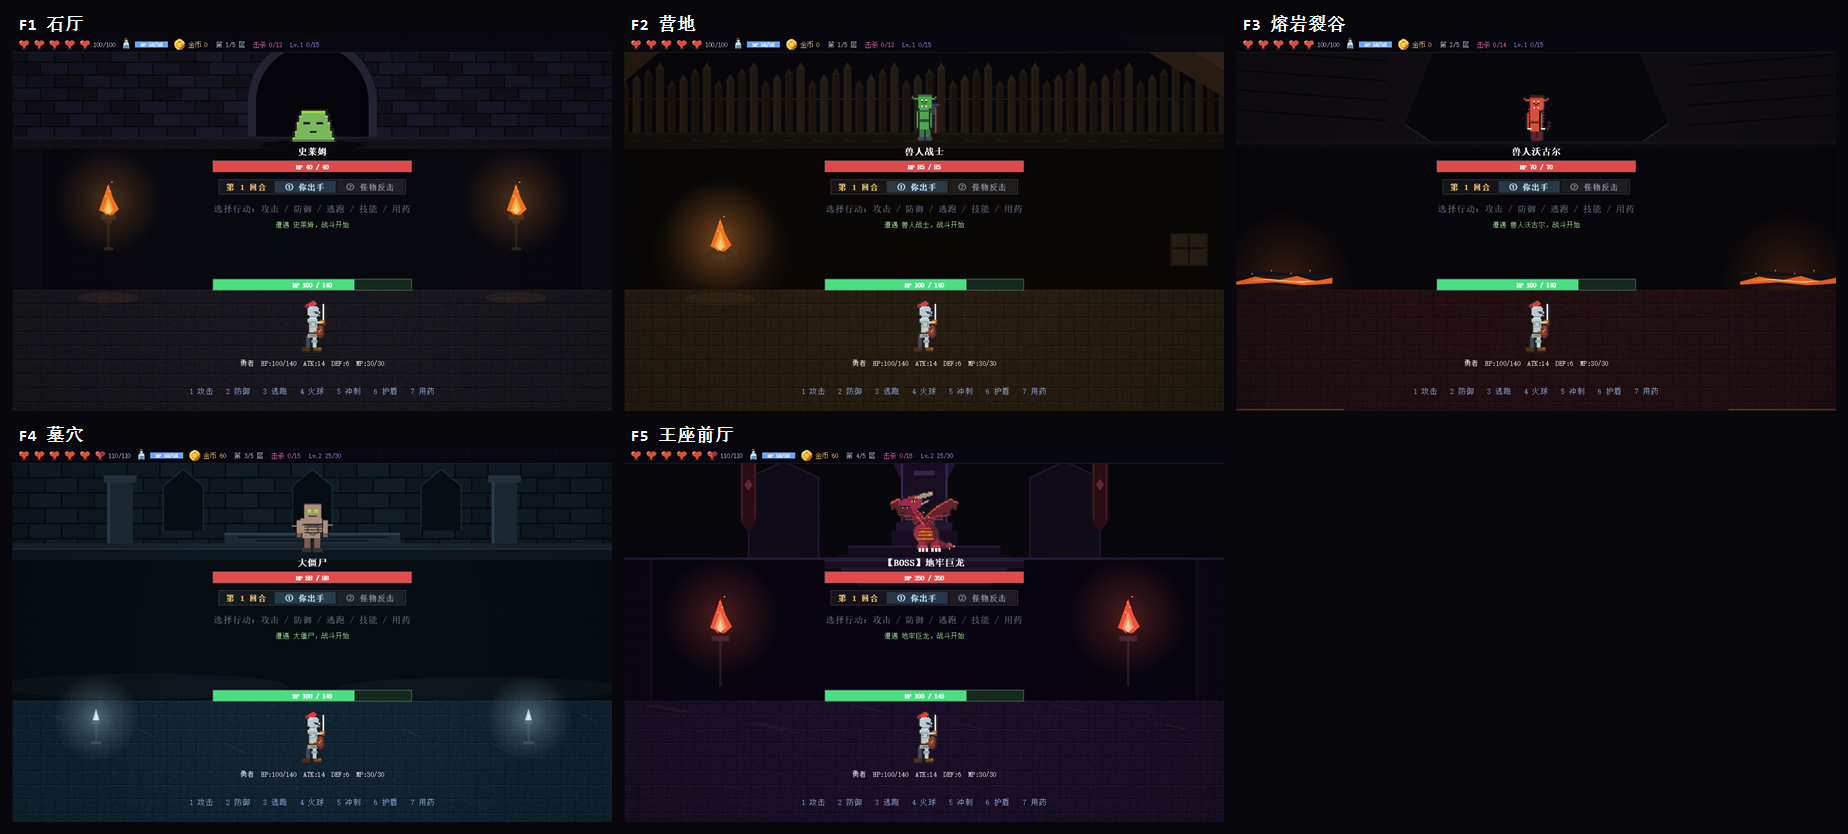 F1 石厅
100/100 MP 50/50 金币 0 第 1/5 层 击杀 0/12 Lv.1 0/15
史莱姆
HP 40 / 40
第 1 回合 ① 你出手 ② 怪物反击
选择行动: 攻击 / 防御 / 逃跑 / 技能 / 用药
遭遇 史莱姆，战斗开始
HP 100 / 140
勇者 HP:100/140 ATK:14 DEF:6 MP:30/30
1 攻击 2 防御 3 逃跑 4 火球 5 冲刺 6 护盾 7 用药
F2 营地
100/100 MP 50/50 金币 0 第 1/5 层 击杀 0/12 Lv.1 0/15
兽人战士
HP 85 / 85
第 1 回合 ① 你出手 ② 怪物反击
选择行动: 攻击 / 防御 / 逃跑 / 技能 / 用药
遭遇 兽人战士，战斗开始
HP 100 / 140
勇者 HP:100/140 ATK:14 DEF:6 MP:30/30
1 攻击 2 防御 3 逃跑 4 火球 5 冲刺 6 护盾 7 用药
F3 熔岩裂谷
100/100 MP 50/50 金币 0 第 2/5 层 击杀 0/14 Lv.1 0/15
兽人沃古尔
HP 70 / 70
第 1 回合 ① 你出手 ② 怪物反击
选择行动: 攻击 / 防御 / 逃跑 / 技能 / 用药
遭遇 兽人沃古尔，战斗开始
HP 100 / 140
勇者 HP:100/140 ATK:14 DEF:6 MP:30/30
1 攻击 2 防御 3 逃跑 4 火球 5 冲刺 6 护盾 7 用药
F4 墓穴
110/110 金币 60 第 3/5 层 击杀 0/15 Lv.2 25/30
大僵尸
HP 88 / 88
第 1 回合 ① 你出手 ② 怪物反击
选择行动: 攻击 / 防御 / 逃跑 / 技能 / 用药
遭遇 大僵尸，战斗开始
HP 100 / 140
勇者 HP:100/140 ATK:14 DEF:6 MP:30/30
1 攻击 2 防御 3 逃跑 4 火球 5 冲刺 6 护盾 7 用药
F5 王座前厅
110/110 金币 60 第 4/5 层 击杀 0/18 Lv.2 25/30
【BOSS】地牢巨龙
HP 350 / 350
第 1 回合 ① 你出手 ② 怪物反击
选择行动: 攻击 / 防御 / 逃跑 / 技能 / 用药
遭遇 地牢巨龙，战斗开始
HP 100 / 140
勇者 HP:100/140 ATK:14 DEF:6 MP:30/30
1 攻击 2 防御 3 逃跑 4 火球 5 冲刺 6 护盾 7 用药